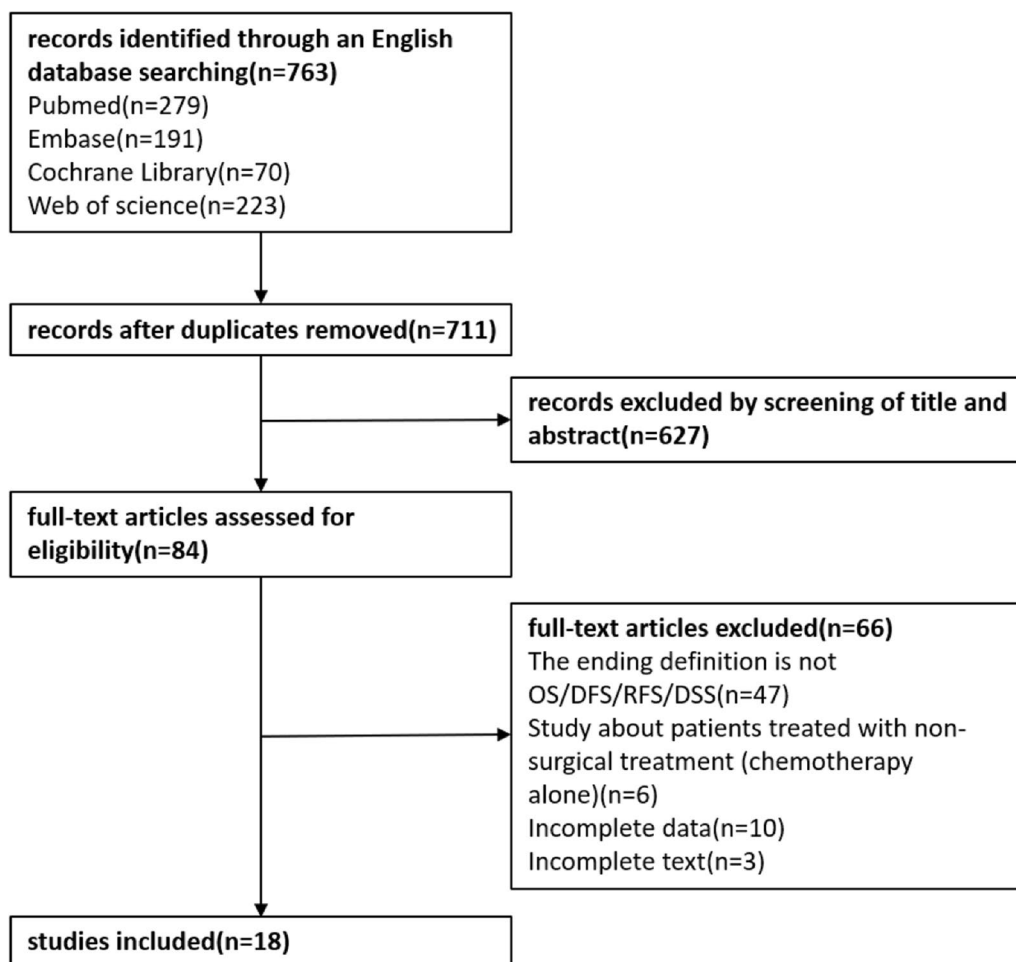 records identified through an English
database searching(n=763)
Pubmed(n=279)
Embase(n=191)
Cochrane Library(n=70)
Web of science(n=223)
records after duplicates removed(n=711)
records excluded by screening of title and
abstract(n=627)
full-text articles assessed for
eligibility(n=84)
full-text articles excluded(n=66)
The ending definition is not
OS/DFS/RFS/DSS(n=47)
Study about patients treated with non-
surgical treatment (chemotherapy
alone)(n=6)
Incomplete data(n=10)
Incomplete text(n=3)
studies included(n=18)